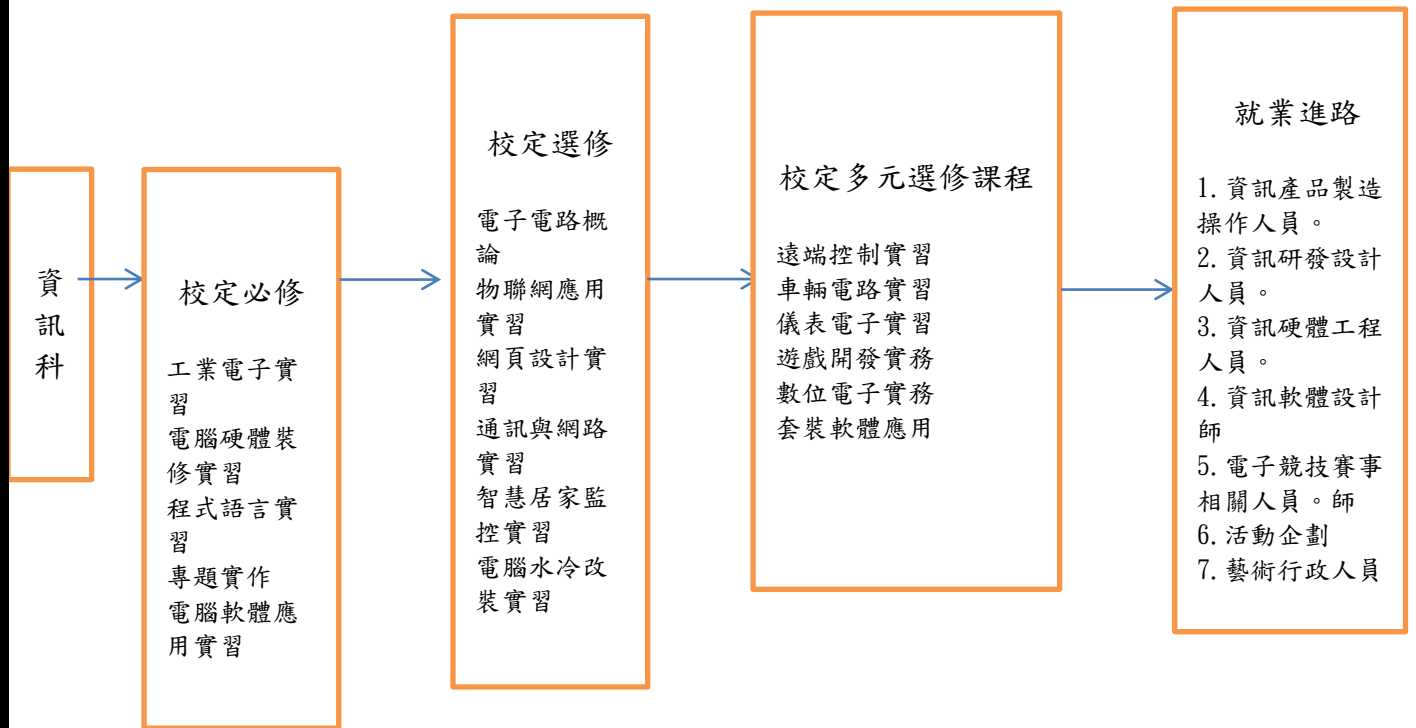 資
訊
科
校定必修
工業電子實
習
電腦硬體裝
修實習
程式語言實
習
專題實作
電腦軟體應
用實習
校定選修
電子電路概
論
物聯網應用
實習
網頁設計實
習
通訊與網路
實習
智慧居家監
控實習
電腦水冷改
裝實習
校定多元選修課程
遠端控制實習
車輛電路實習
儀表電子實習
遊戲開發實務
數位電子實務
套裝軟體應用
就業進路
1.資訊產品製造
操作人員。
2.資訊研發設計
人員。
3.資訊硬體工程
人員。
4.資訊軟體設計
師
5.電子競技賽事
相關人員。師
6.活動企劃
7.藝術行政人員